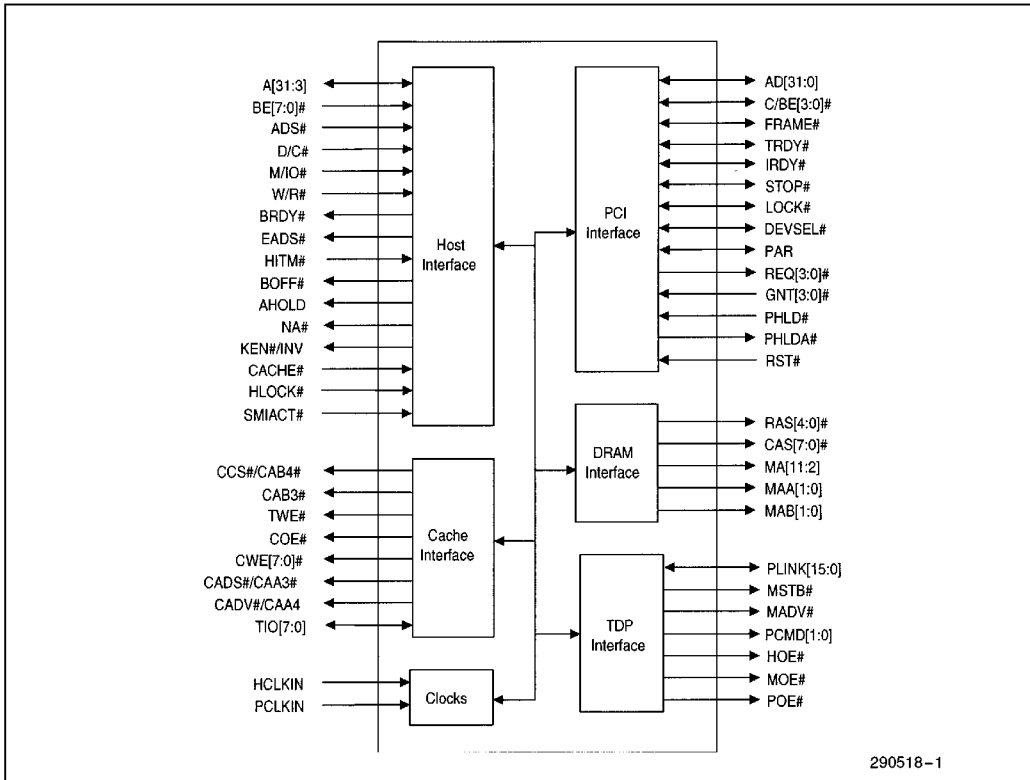 A[31:3]
BE[7:0]#
ADS#
D/C#
M/IO#
W/R#
BRDY#
EADS#
HITM#
BOFF#
AHOLD
NA#
KEN#/INV
CACHE#
HLOCK#
SMIACT#
Host
Interface
CCS#/CAB4#
CAB3#
TWE#
COE#
CWE[7:0]#
CADS#/CAA3#
CADV#/CAA4
TIO[7:0]
Cache
Interface
HCLKIN
PCLKIN
Clocks
PCI
Interface
AD[31:0]
C/BE[3:0]#
FRAME#
TRDY#
IRDY#
STOP#
LOCK#
DEVSEL#
PAR
REQ[3:0]#
GNT[3:0]#
PHLD#
PHLDA#
RST#
DRAM
Interface
RAS[4:0]#
CAS[7:0]#
MA[11:2]
MAA[1:0]
MAB[1:0]
TDP
Interface
PLINK[15:0]
MSTB#
MADV#
PCMD[1:0]
HOE#
MOE#
POE#
290518-1